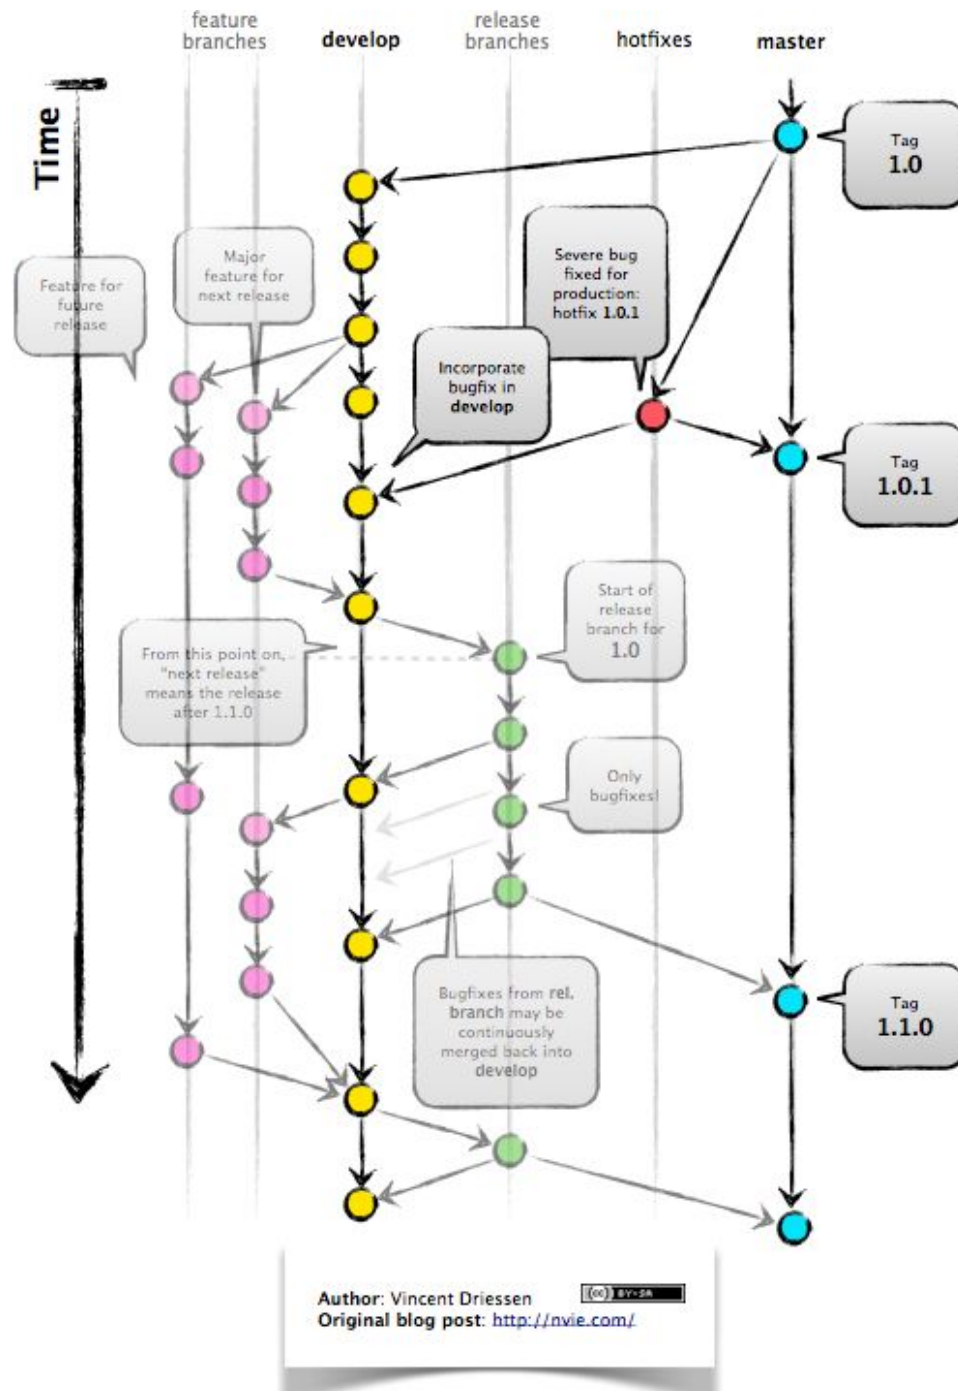 feature
branches
develop
release
branches
hotfixes
master
Time
Tag
1.0
Severe bug
fixed for
production:
hotfix 1.0.1
Major
feature for
next release
Feature for
future
release
Incorporate
bugfix in
develop
Tag
1.0.1
Start of
release
branch for
1.0
From this point on,
"next release"
means the release
after 1.1.0
Only
bugfixes!
Bugfixes from rel.
branch may be
continuously
merged back into
develop
Tag
1.1.0
Author: Vincent Driessen
(cc) BY-SA
Original blog post: http://nvie.com/